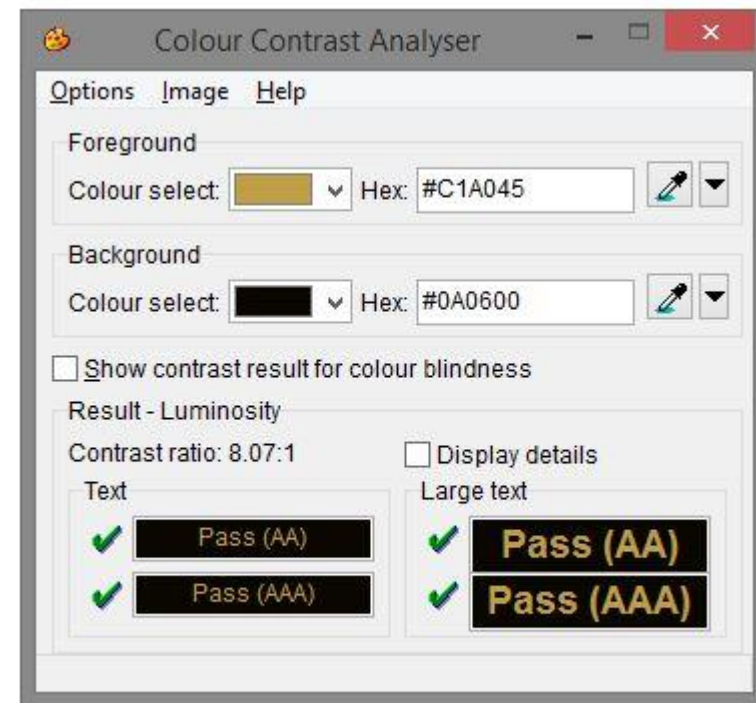 Colour Contrast Analyser
Options Image Help
Foreground
Colour select: Hex: #C1A045
Background
Colour select: Hex: #0A0600
Show contrast result for colour blindness
Result - Luminosity
Contrast ratio: 8.07:1 Display details
Text Large text
Pass (AA) Pass (AA)
Pass (AAA) Pass (AAA)